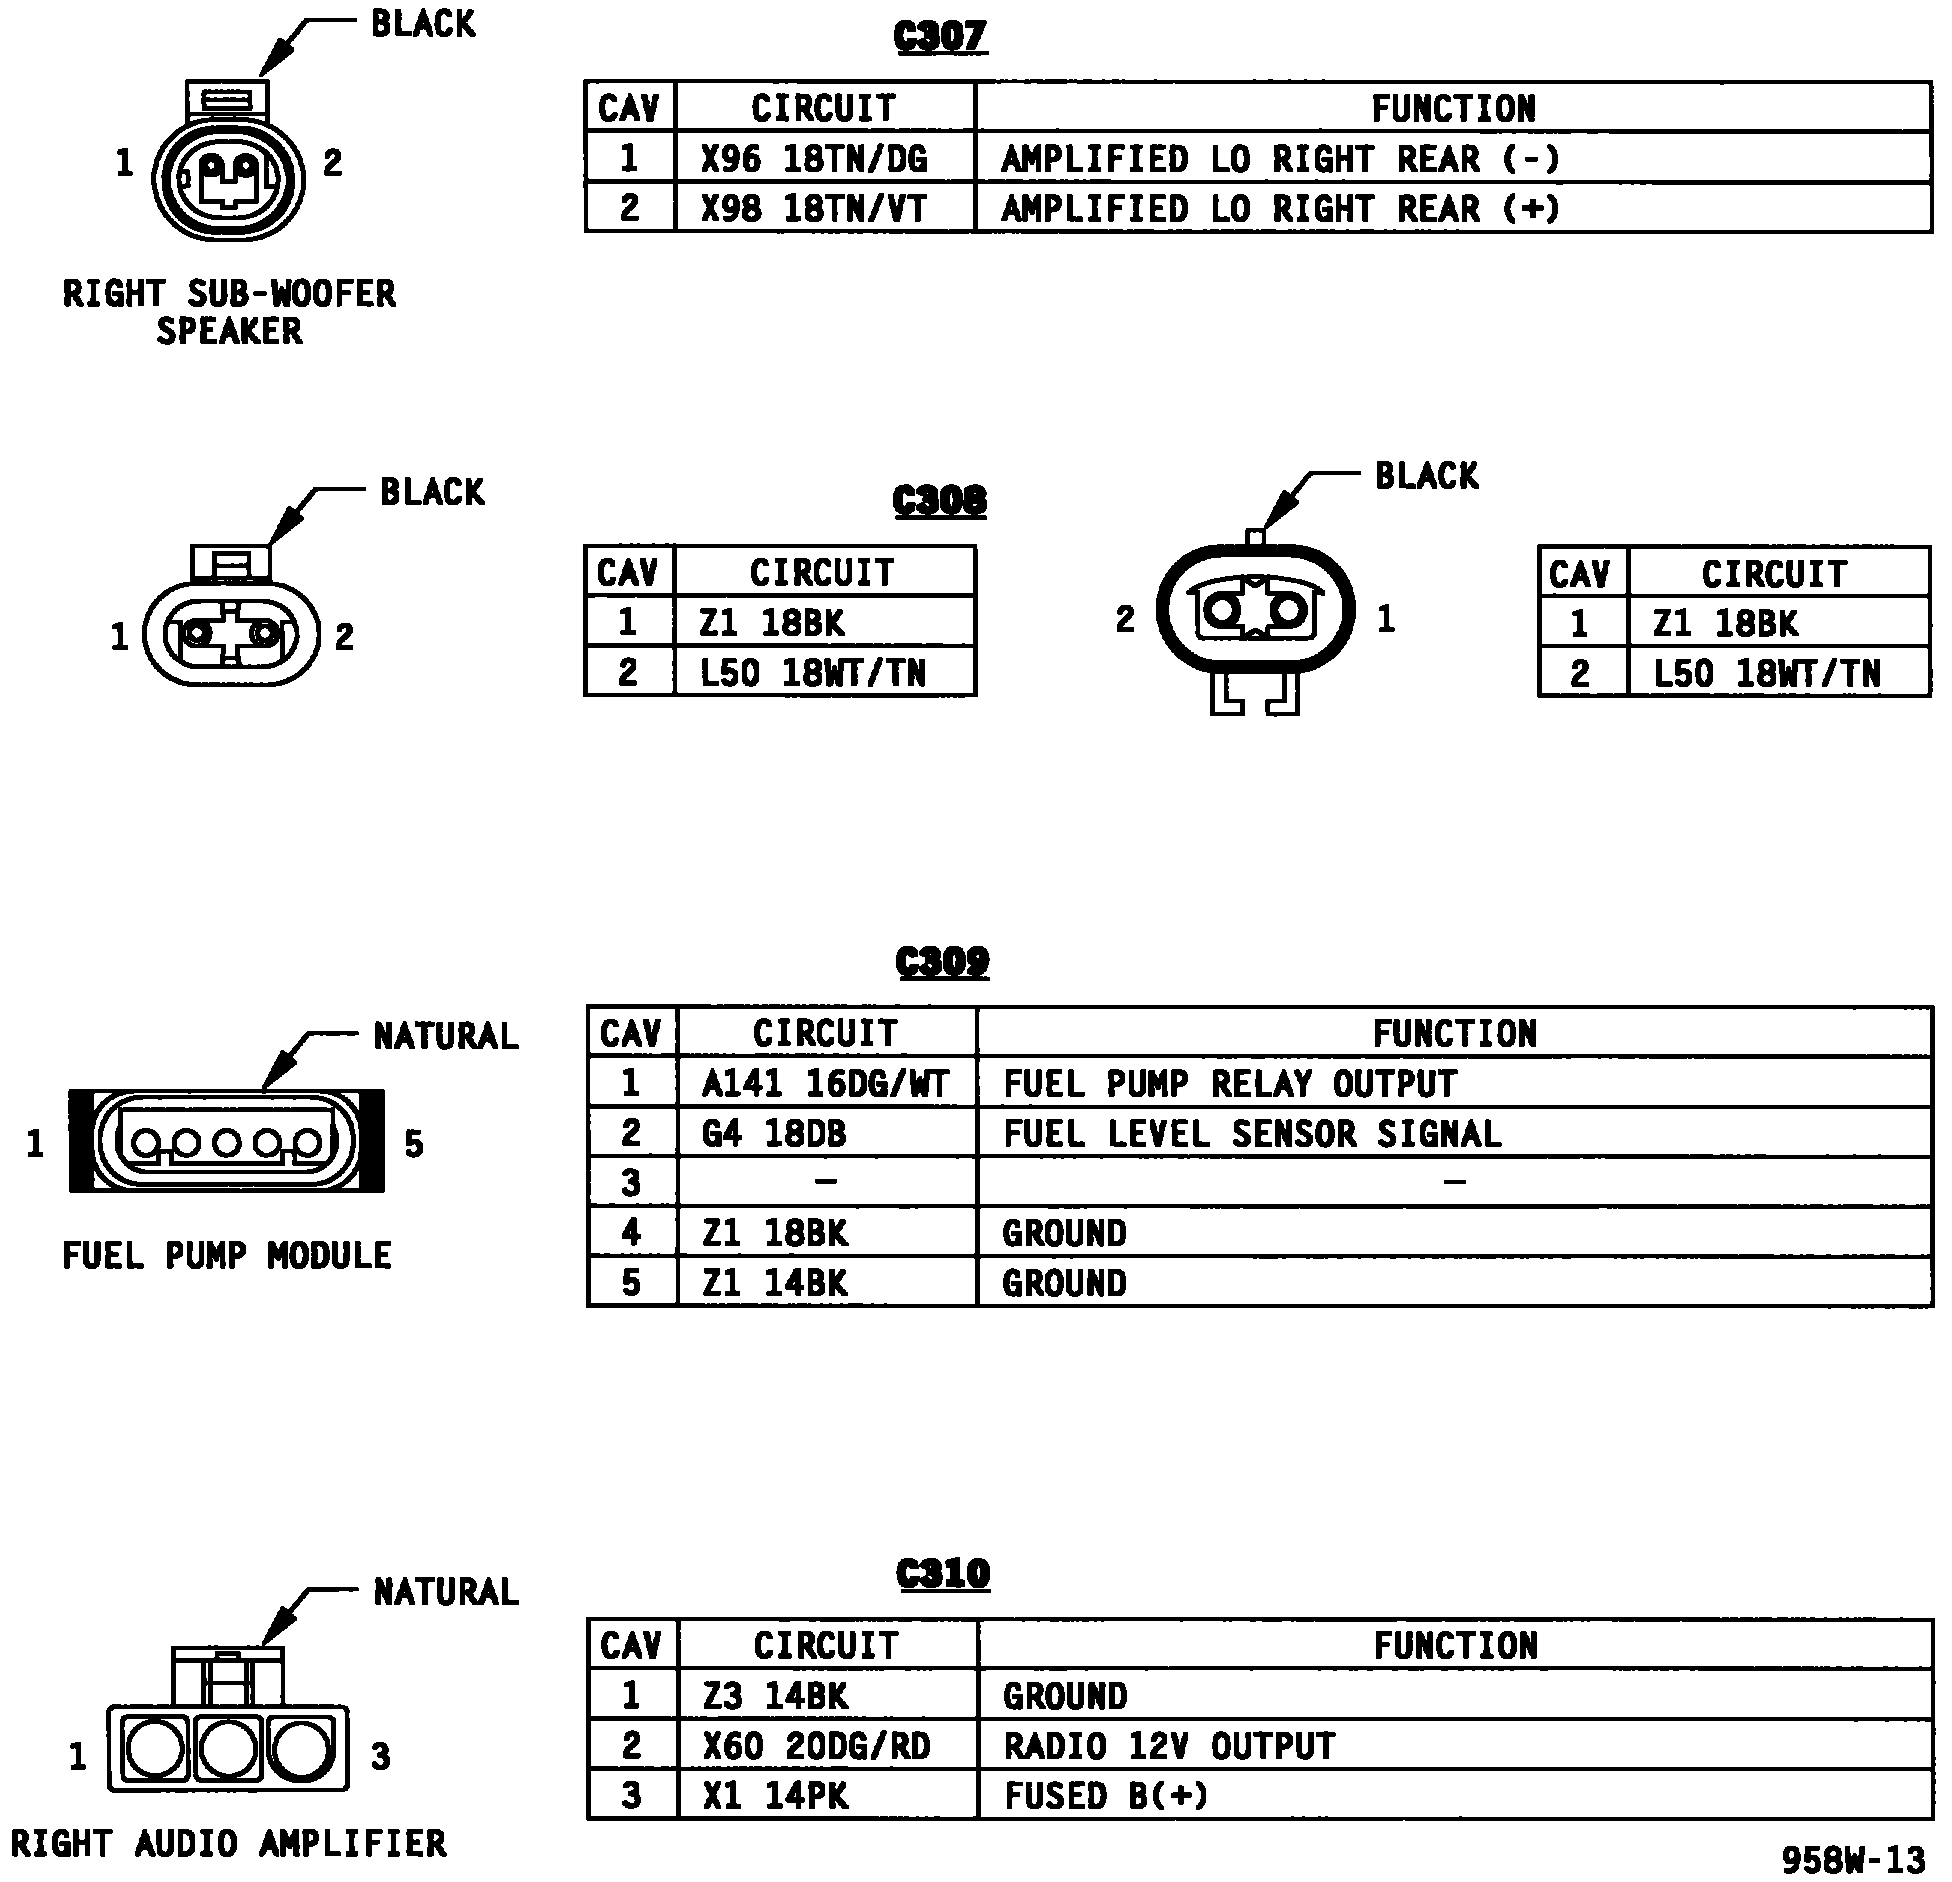 BLACK
C307
CAV CIRCUIT FUNCTION
1 X96 18TN/DG AMPLIFIED LO RIGHT REAR (-)
2 X98 18TN/VT AMPLIFIED LO RIGHT REAR (+)
1 2
RIGHT SUB-WOOFER
SPEAKER
BLACK
C308
CAV CIRCUIT
1 Z1 18BK
2 L50 18WT/TN
1 2
BLACK
2 1
CAV CIRCUIT
1 Z1 18BK
2 L50 18WT/TN
C309
NATURAL
1 5
FUEL PUMP MODULE
CAV CIRCUIT FUNCTION
1 A141 16DG/WT FUEL PUMP RELAY OUTPUT
2 G4 18DB FUEL LEVEL SENSOR SIGNAL
3 – –
4 Z1 18BK GROUND
5 Z1 14BK GROUND
C310
NATURAL
1 3
RIGHT AUDIO AMPLIFIER
CAV CIRCUIT FUNCTION
1 Z3 14BK GROUND
2 X60 20DG/RD RADIO 12V OUTPUT
3 X1 14PK FUSED B(+)
958W-13